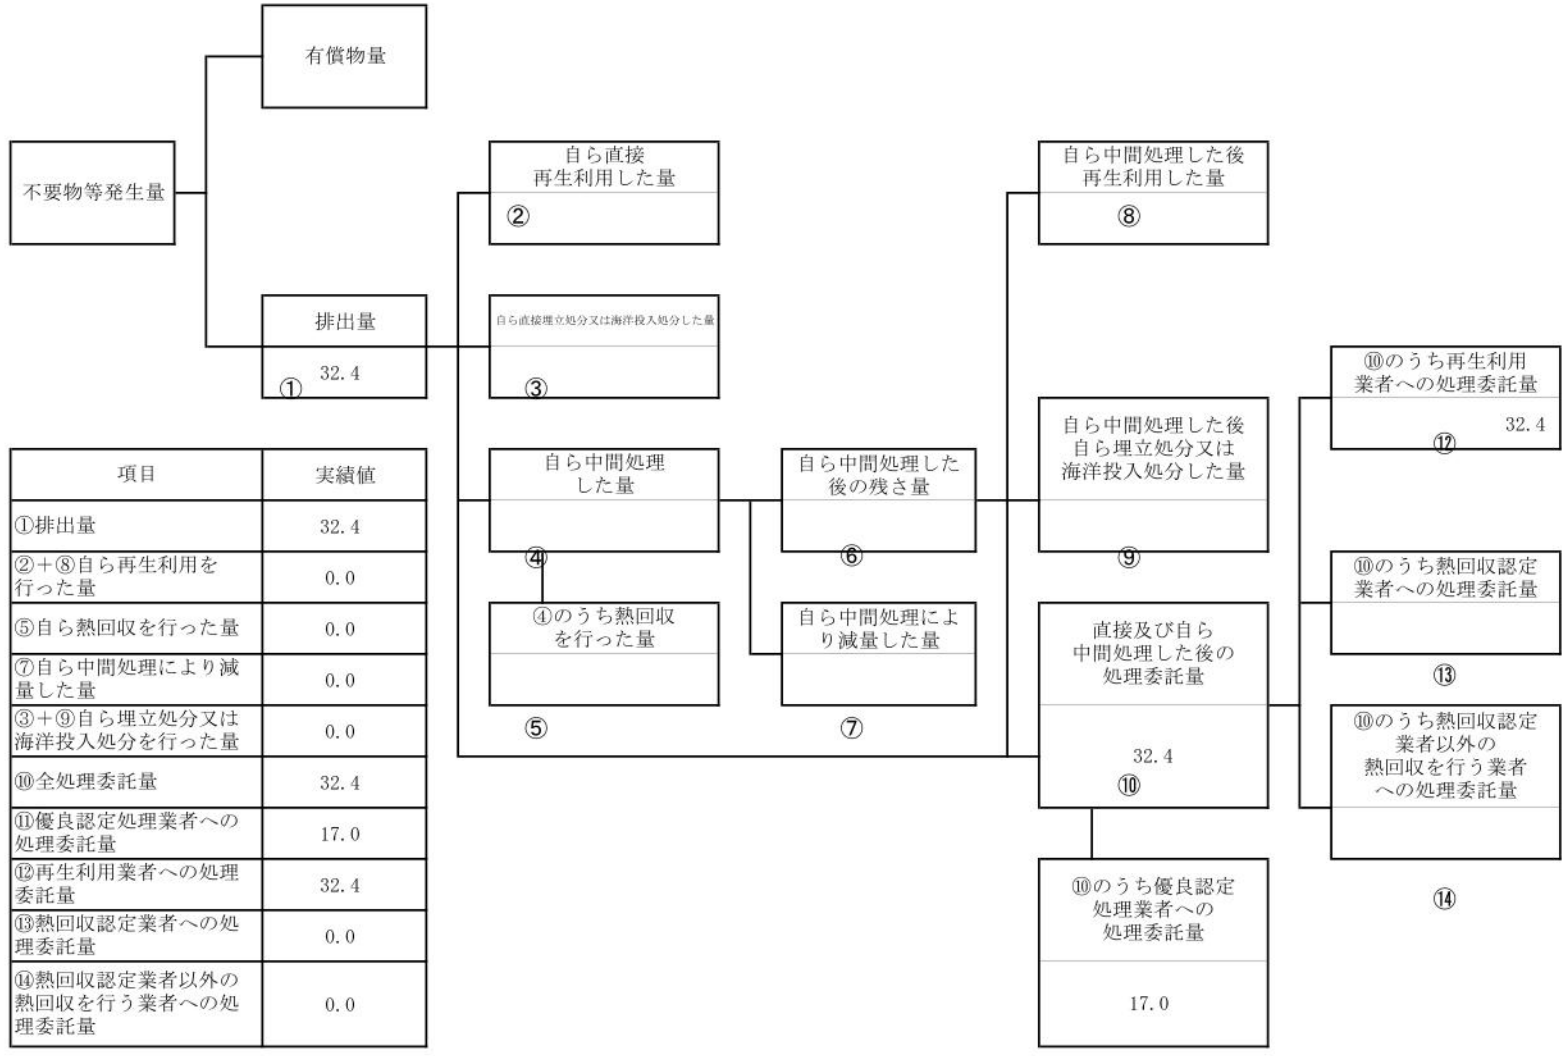 有償物量
不要物等発生量
排出量
32.4
①
自ら直接
再生利用した量
②
自ら直接埋立処分又は海洋投入処分した量
③
自ら中間処理
した量
④
④のうち熱回収
を行った量
⑤
自ら中間処理した
後の残さ量
⑥
自ら中間処理によ
り減量した量
⑦
自ら中間処理した後
再生利用した量
⑧
自ら中間処理した後
自ら埋立処分又は
海洋投入処分した量
⑨
直接及び自ら
中間処理した後の
処理委託量
32.4
⑩
⑩のうち優良認定
処理業者への
処理委託量
17.0
⑩のうち再生利用
業者への処理委託量
32.4
⑫
⑩のうち熱回収認定
業者への処理委託量
⑬
⑩のうち熱回収認定
業者以外の
熱回収を行う業者
への処理委託量
⑭
項目 実績値
①排出量 32.4
②＋⑧自ら再生利用を
行った量 0.0
⑤自ら熱回収を行った量 0.0
⑦自ら中間処理により減
量した量 0.0
③＋⑨自ら埋立処分又は
海洋投入処分を行った量 0.0
⑩全処理委託量 32.4
⑪優良認定処理業者への
処理委託量 17.0
⑫再生利用業者への処理
委託量 32.4
⑬熱回収認定業者への処
理委託量 0.0
⑭熱回収認定業者以外の
熱回収を行う業者への処
理委託量 0.0